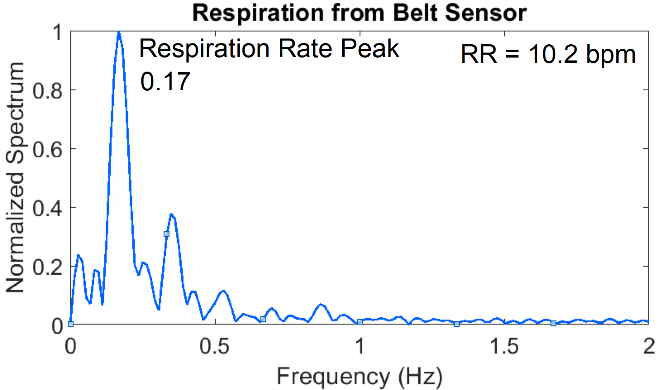 Respiration from Belt Sensor
Respiration Rate Peak
0.17
RR = 10.2 bpm
Normalized Spectrum
1
0.8
0.6
0.4
0.2
0
0
0.5
1
1.5
2
Frequency (Hz)